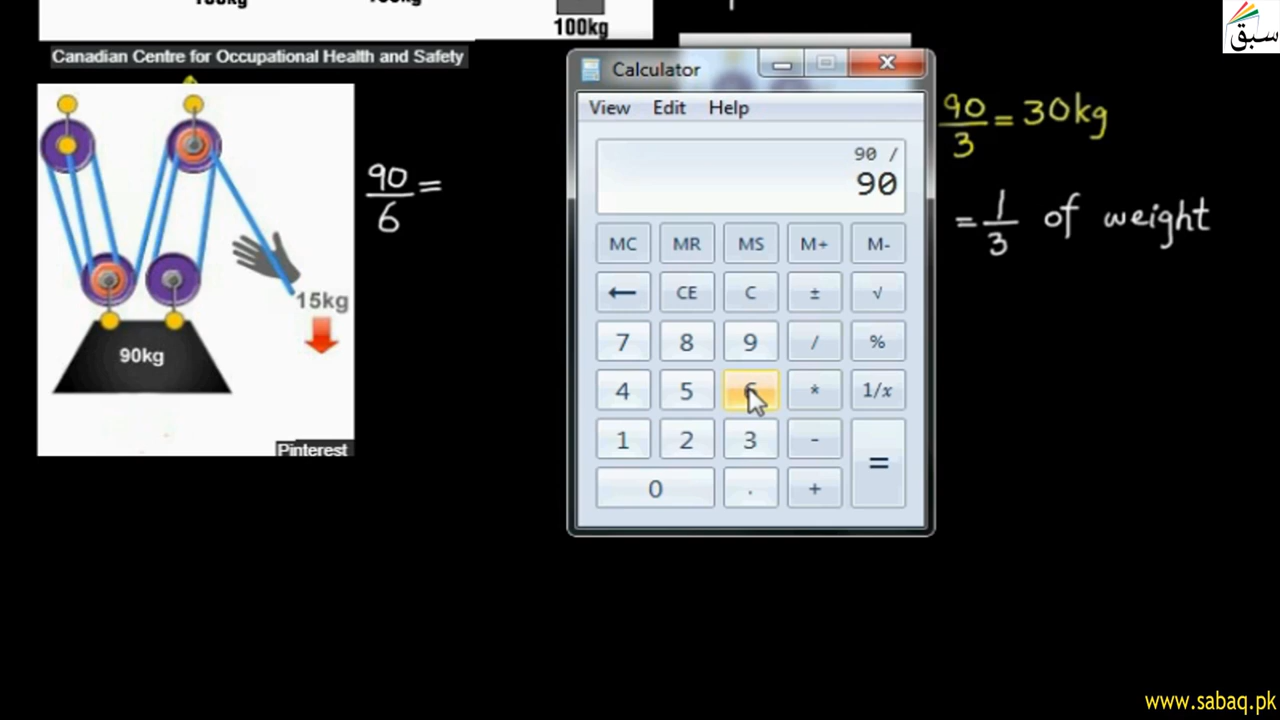 100kg
Canadian Centre for Occupational Health and Safety
سبق
90kg
15kg
Pinterest
90/6 =
Calculator
View Edit Help
90 /
90
MC MR MS M+ M-
← CE C ± √
7 8 9 / %
4 5 6 * 1/x
1 2 3 - =
0 . +
90/3 = 30kg
= 1/3 of weight
www.sabaq.pk